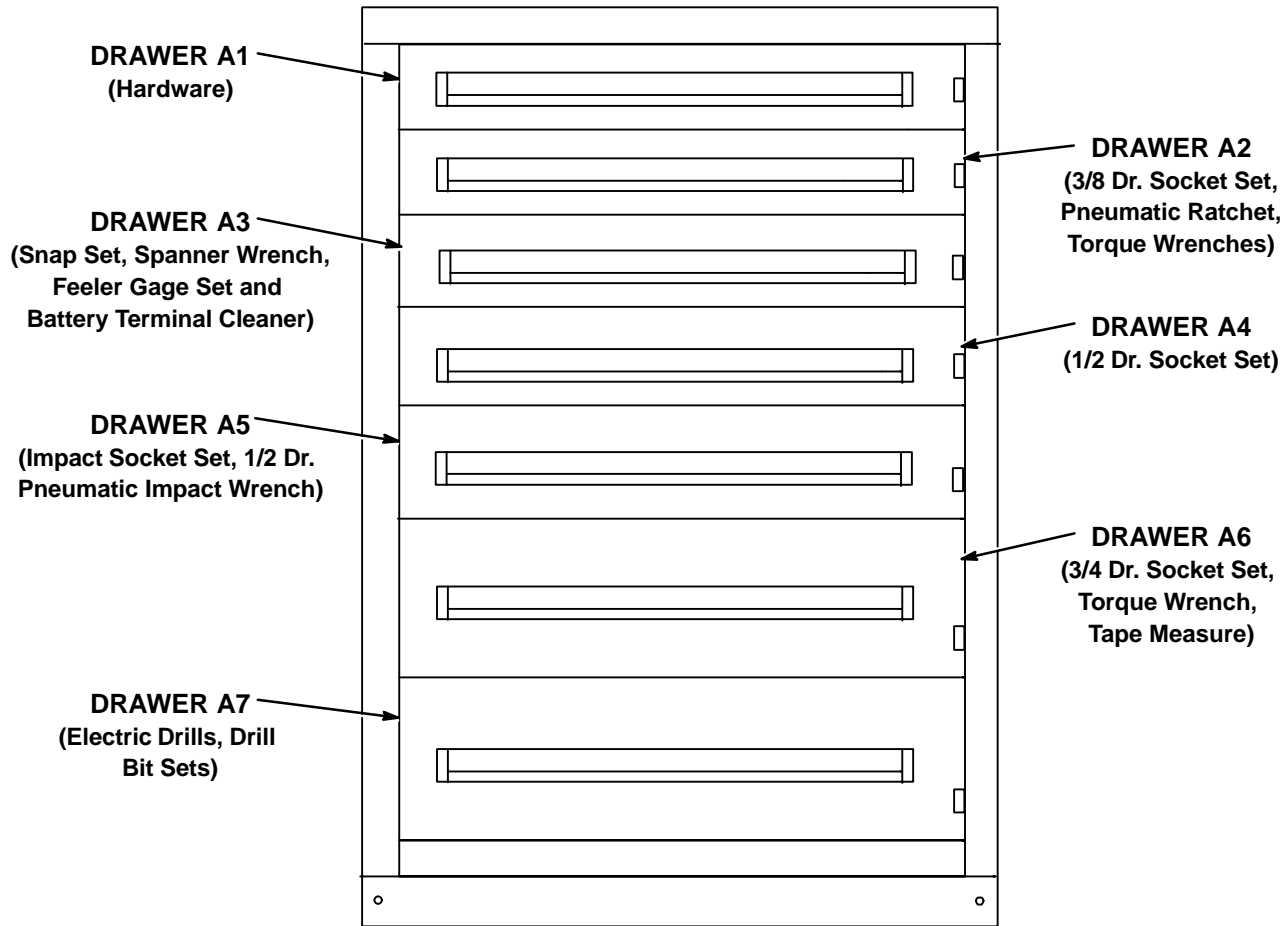 DRAWER A1
(Hardware)
DRAWER A2
(3/8 Dr. Socket Set,
Pneumatic Ratchet,
Torque Wrenches)
DRAWER A3
(Snap Set, Spanner Wrench,
Feeler Gage Set and
Battery Terminal Cleaner)
DRAWER A4
(1/2 Dr. Socket Set)
DRAWER A5
(Impact Socket Set, 1/2 Dr.
Pneumatic Impact Wrench)
DRAWER A6
(3/4 Dr. Socket Set,
Torque Wrench,
Tape Measure)
DRAWER A7
(Electric Drills, Drill
Bit Sets)